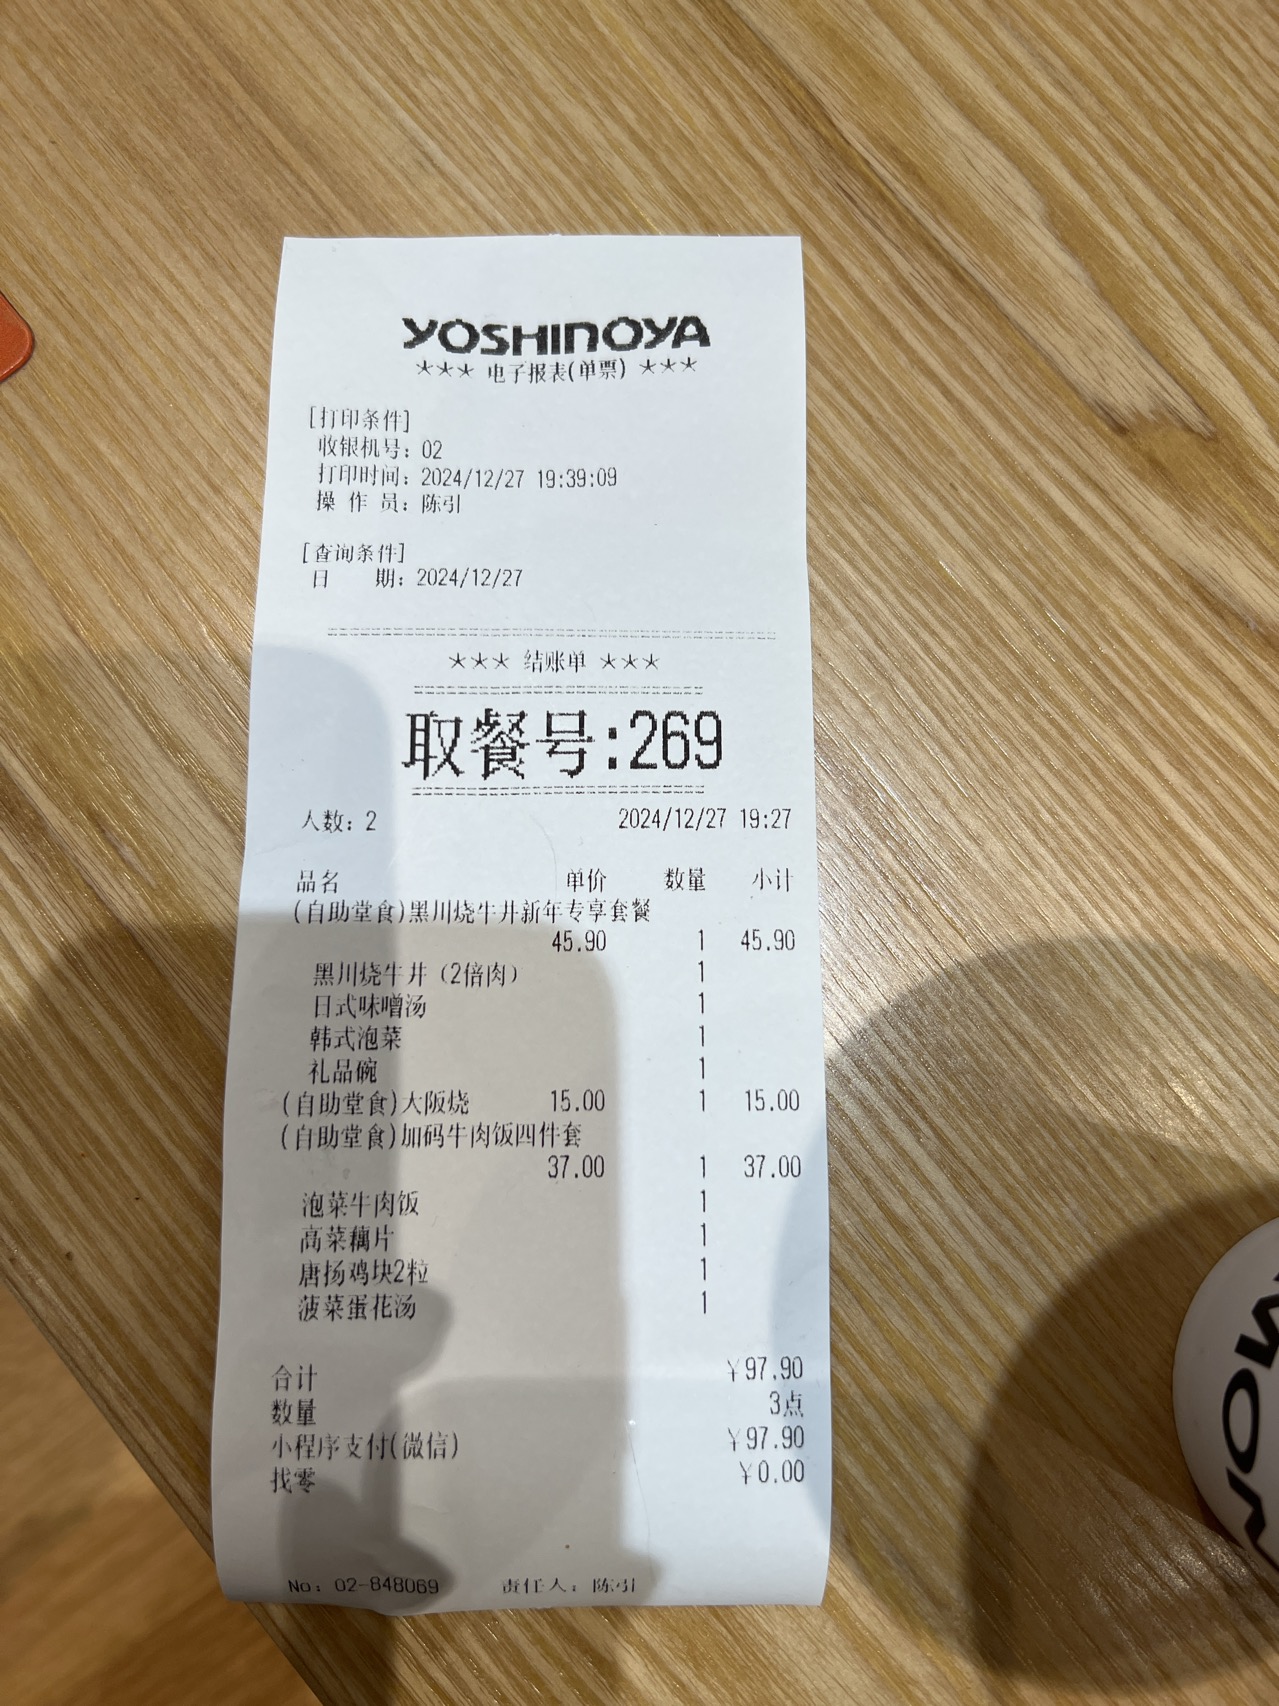 YOSHINOYA
*** 电子报表(单票) ***
[打印条件]
收银机号: 02
打印时间: 2024/12/27 19:39:09
操 作 员: 陈引
[查询条件]
日 期: 2024/12/27
*** 结账单 ***
取餐号:269
人数: 2 2024/12/27 19:27
品名 单价 数量 小计
(自助堂食)黑川烧牛丼新年专享套餐
45.90 1 45.90
黑川烧牛丼（2倍肉） 1
日式味噌汤 1
韩式泡菜 1
礼品碗 1
(自助堂食)大阪烧 15.00 1 15.00
(自助堂食)加码牛肉饭四件套
37.00 1 37.00
泡菜牛肉饭 1
高菜藕片 1
唐扬鸡块2粒 1
菠菜蛋花汤 1
合计 ￥97.90
数量 3点
小程序支付(微信) ￥97.90
找零 ￥0.00
No: 02-848069 责任人: 陈引